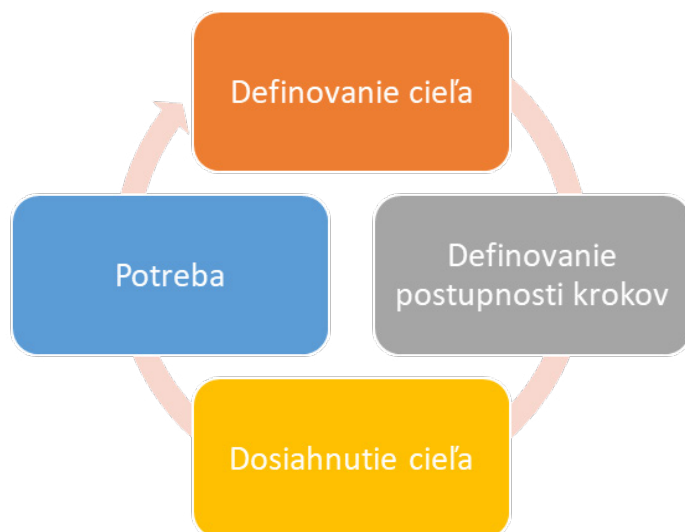 Definovanie cieľa
Potreba
Definovanie
postupnosti krokov
Dosiahnutie cieľa